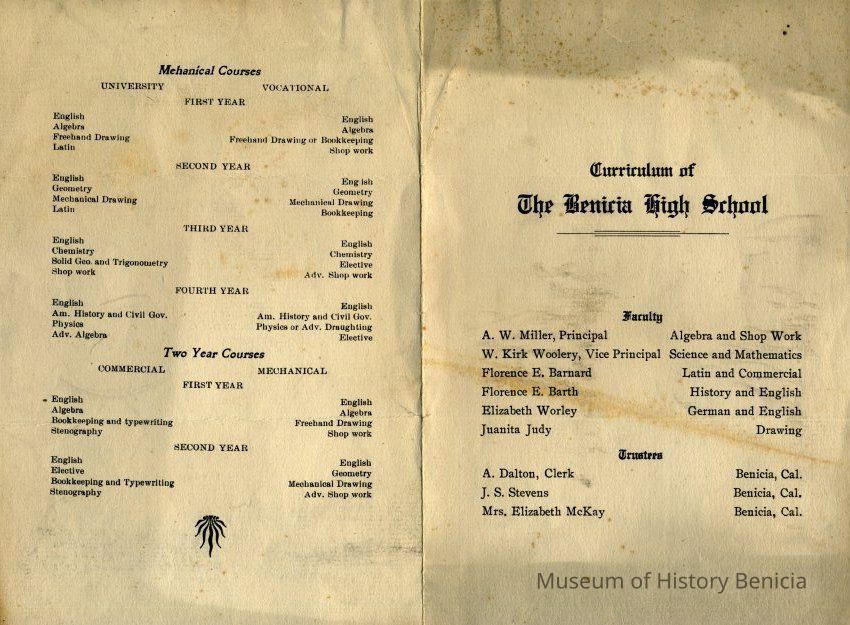 Mehanical Courses
UNIVERSITY VOCATIONAL
FIRST YEAR
English English
Algebra Algebra
Freehand Drawing Freehand Drawing or Bookkeeping
Latin Shop work
SECOND YEAR
English Eng ish
Geometry Geometry
Mechanical Drawing Mechanical Drawing
Latin Bookkeeping
THIRD YEAR
English English
Chemistry Chemistry
Solid Geo. and Trigonometry Elective
Shop work Adv. Shop work
FOURTH YEAR
English English
Am. History and Civil Gov. Am. History and Civil Gov.
Physics Physics or Adv. Draughting
Adv. Algebra Elective
Two Year Courses
COMMERCIAL MECHANICAL
FIRST YEAR
English English
Algebra Algebra
Bookkeeping and typewriting Freehand Drawing
Stenography Shop work
SECOND YEAR
English English
Elective Geometry
Bookkeeping and Typewriting Mechanical Drawing
Stenography Adv. Shop work
Curriculum of
The Benicia High School
Faculty
A. W. Miller, Principal Algebra and Shop Work
W. Kirk Woolery, Vice Principal Science and Mathematics
Florence E. Barnard Latin and Commercial
Florence E. Barth History and English
Elizabeth Worley German and English
Juanita Judy Drawing
Trustees
A. Dalton, Clerk Benicia, Cal.
J. S. Stevens Benicia, Cal.
Mrs. Elizabeth McKay Benicia, Cal.
Museum of History Benicia